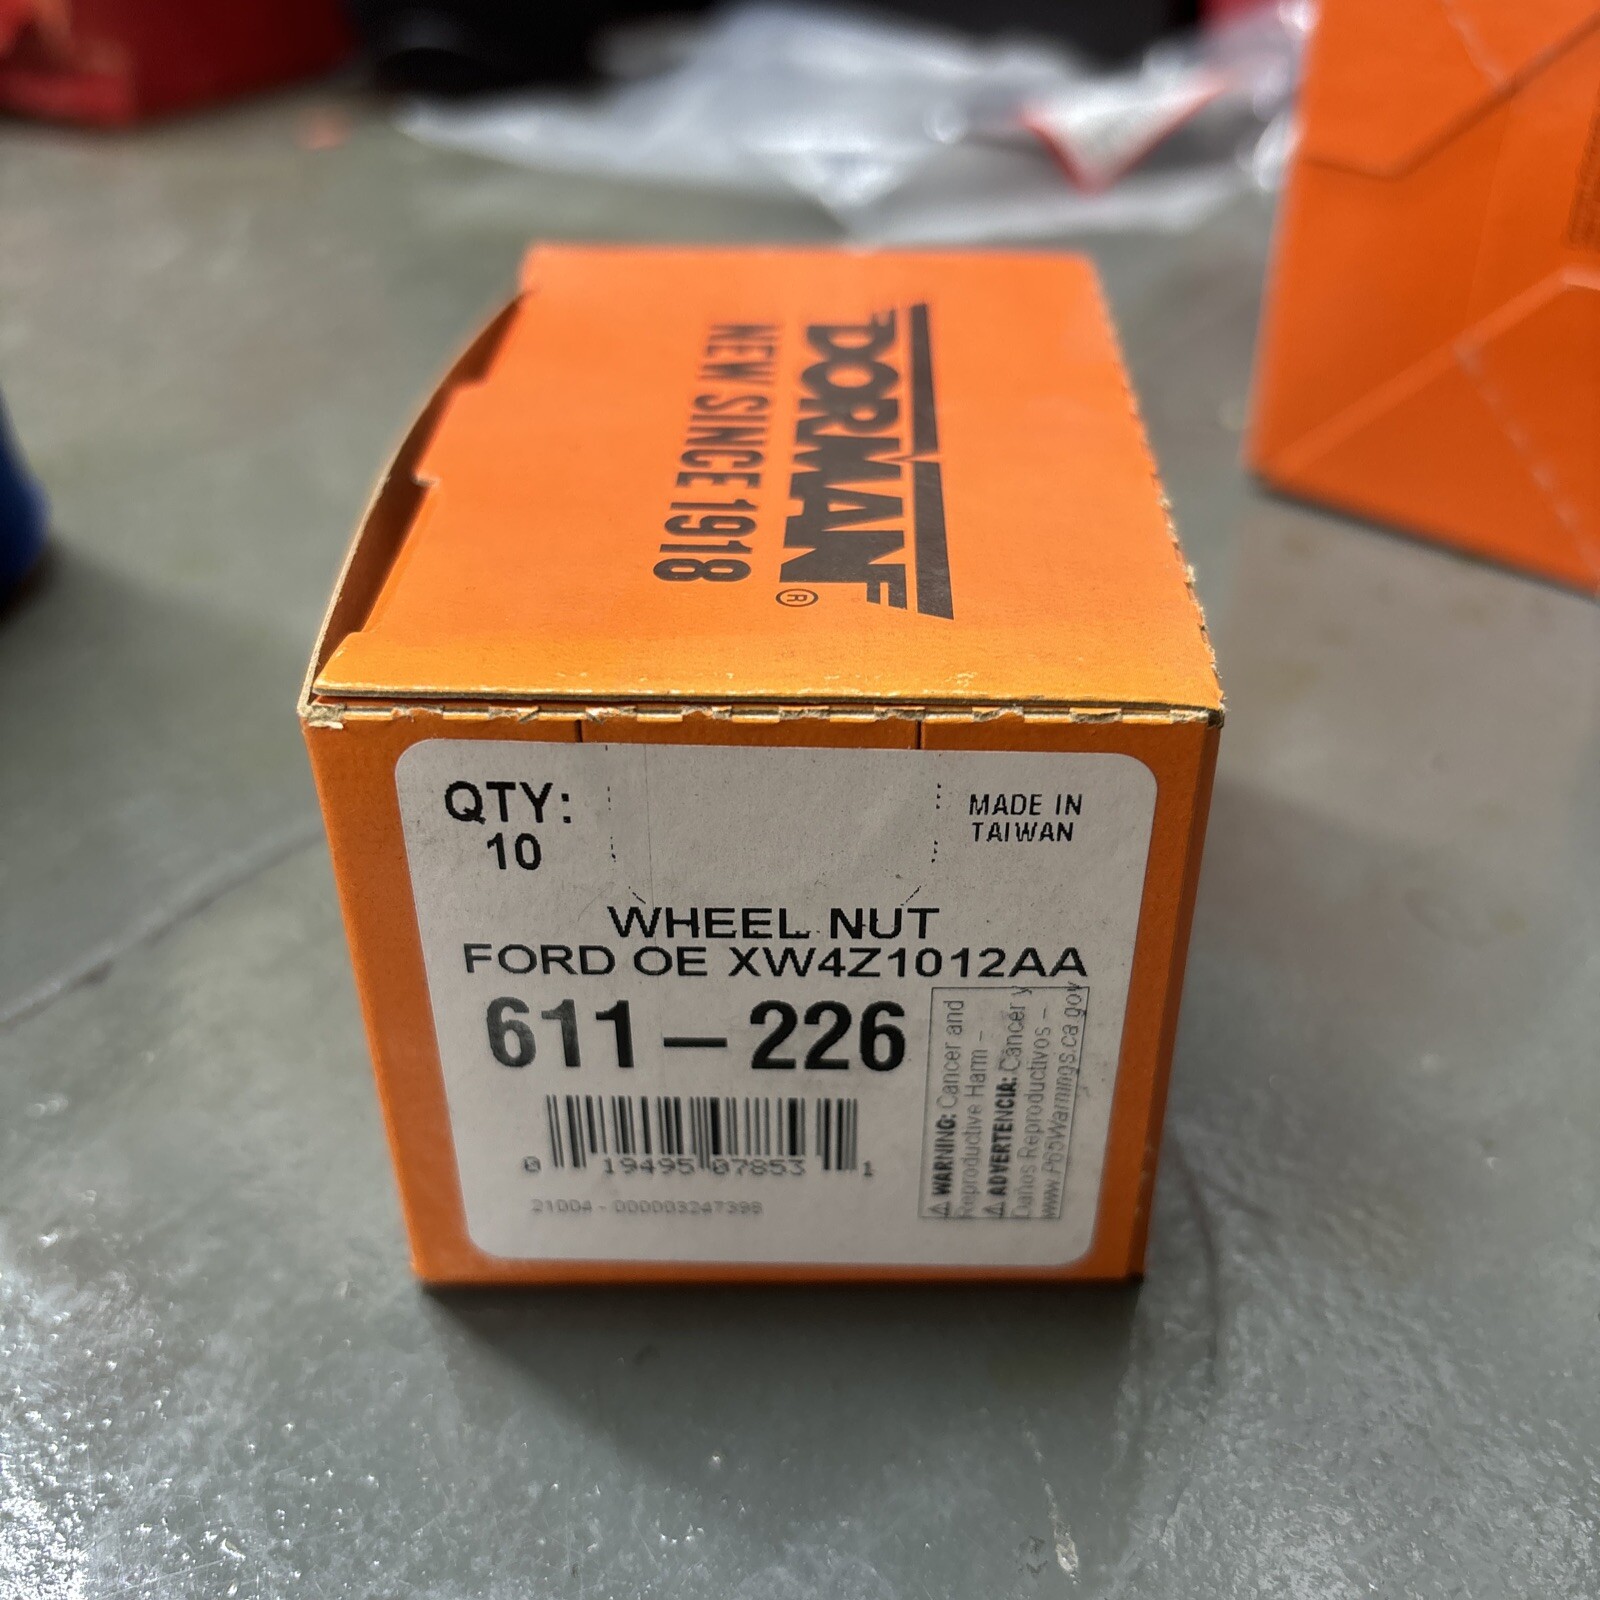 DORMAN®
NEW SINCE 1918
QTY:
10
MADE IN
TAIWAN
WHEEL NUT
FORD OE XW4Z1012AA
611-226
0 19495 07853 1
21004-000003247398
⚠ WARNING: Cancer and
Reproductive Harm -
⚠ ADVERTENCIA: Cáncer y
Daños Reproductivos -
www.P65Warnings.ca.gov